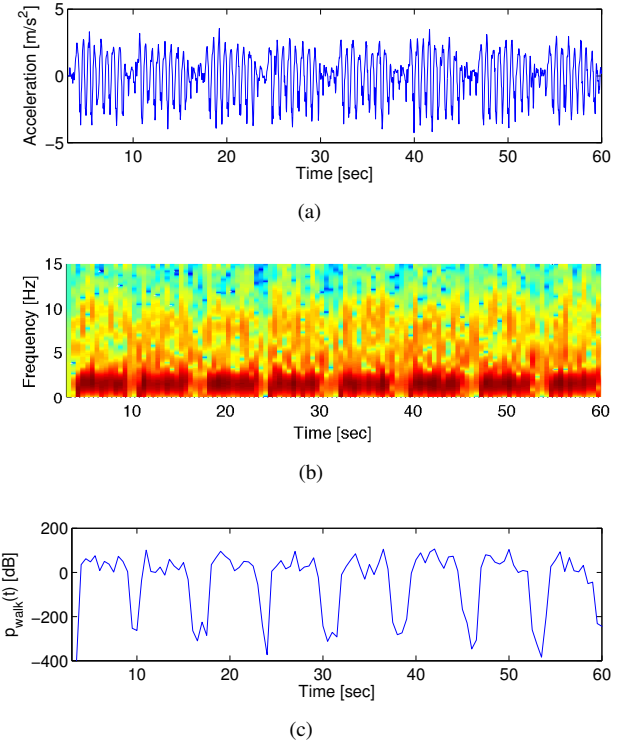 5
0
−5
Acceleration [m/s²]
10 20 30 40 50 60
Time [sec]
(a)
15
10
5
0
Frequency [Hz]
10 20 30 40 50 60
Time [sec]
(b)
200
0
−200
−400
p_walk(t) [dB]
10 20 30 40 50 60
Time [sec]
(c)